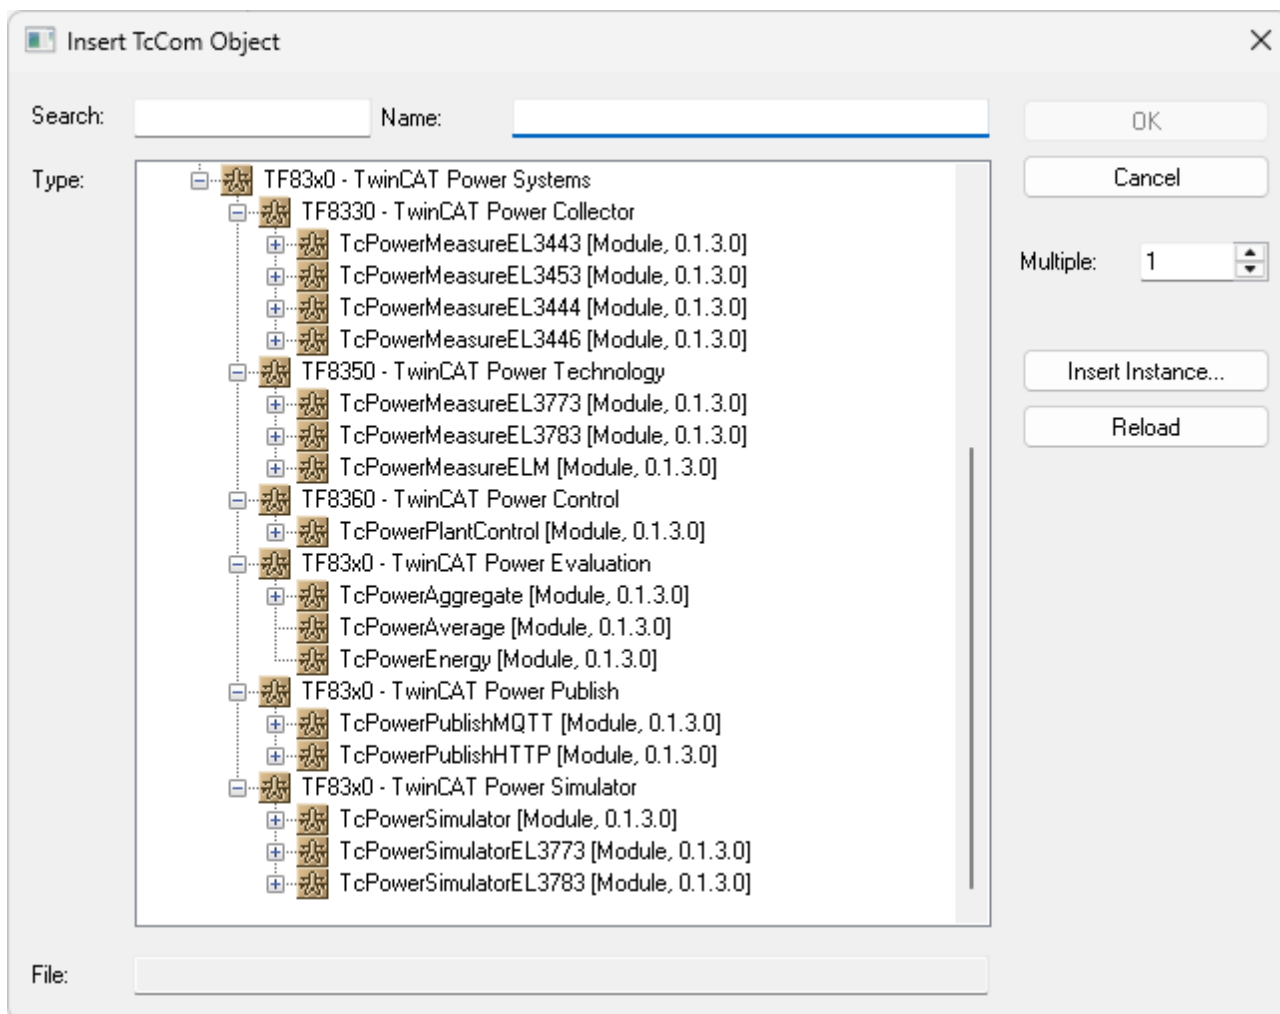 Insert TcCom Object
Search:
Name:
OK
Type:
Cancel
TF83x0 - TwinCAT Power Systems
TF8330 - TwinCAT Power Collector
TcPowerMeasureEL3443 [Module, 0.1.3.0]
Multiple:
1
TcPowerMeasureEL3453 [Module, 0.1.3.0]
TcPowerMeasureEL3444 [Module, 0.1.3.0]
TcPowerMeasureEL3446 [Module, 0.1.3.0]
TF8350 - TwinCAT Power Technology
Insert Instance...
TcPowerMeasureEL3773 [Module, 0.1.3.0]
TcPowerMeasureEL3783 [Module, 0.1.3.0]
Reload
TcPowerMeasureELM [Module, 0.1.3.0]
TF8360 - TwinCAT Power Control
TcPowerPlantControl [Module, 0.1.3.0]
TF83x0 - TwinCAT Power Evaluation
TcPowerAggregate [Module, 0.1.3.0]
TcPowerAverage [Module, 0.1.3.0]
TcPowerEnergy [Module, 0.1.3.0]
TF83x0 - TwinCAT Power Publish
TcPowerPublishMQTT [Module, 0.1.3.0]
TcPowerPublishHTTP [Module, 0.1.3.0]
TF83x0 - TwinCAT Power Simulator
TcPowerSimulator [Module, 0.1.3.0]
TcPowerSimulatorEL3773 [Module, 0.1.3.0]
TcPowerSimulatorEL3783 [Module, 0.1.3.0]
File: